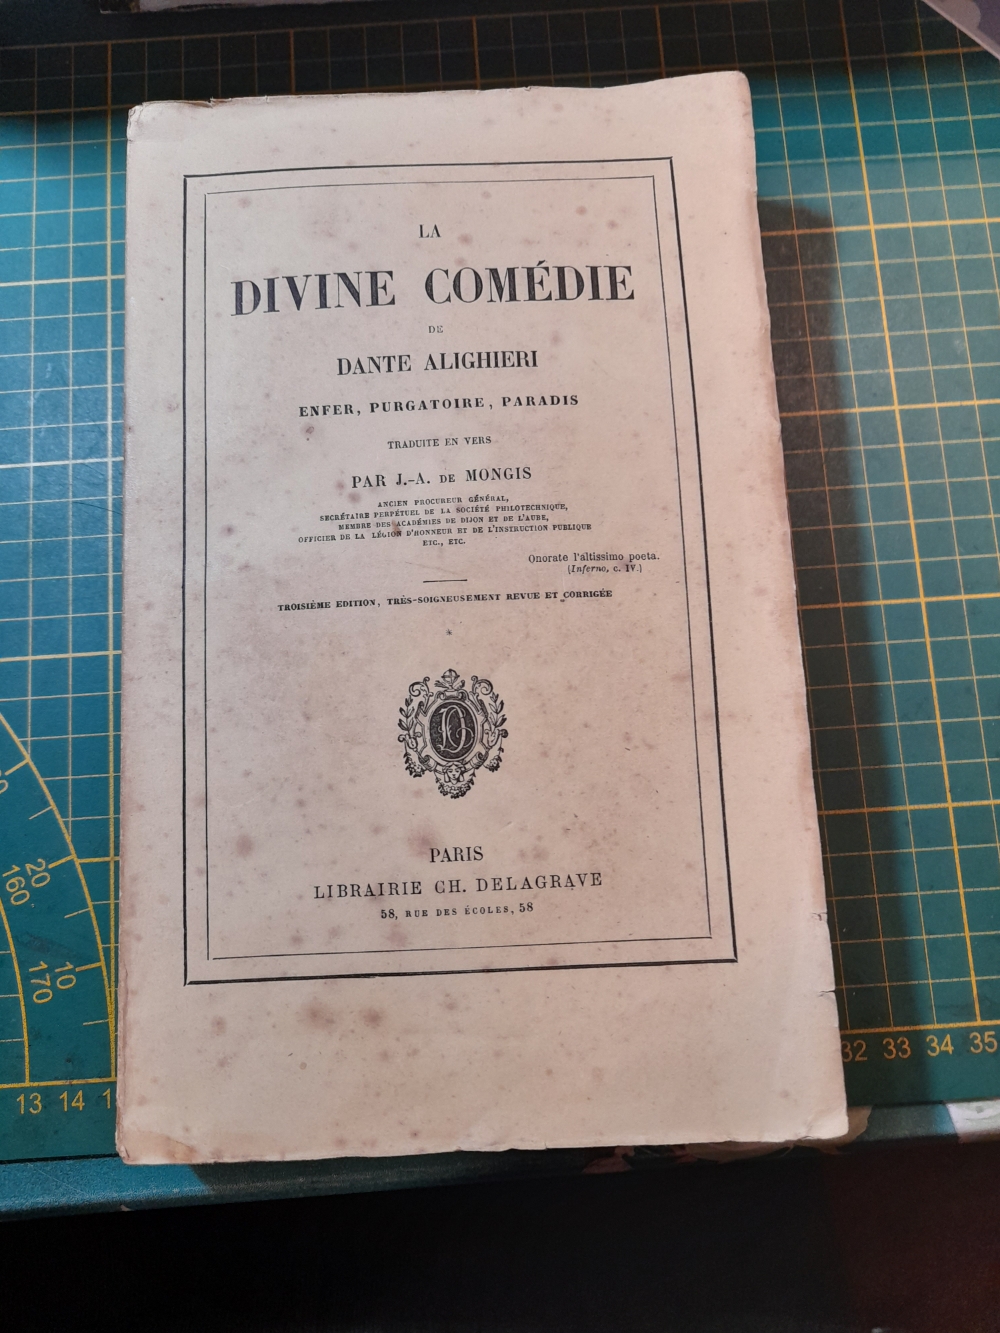 LA
DIVINE COMÉDIE
DE
DANTE ALIGHIERI
ENFER, PURGATOIRE, PARADIS
TRADUITE EN VERS
PAR J.-A. DE MONGIS
ANCIEN PROCUREUR GÉNÉRAL,
SECRÉTAIRE PERPÉTUEL DE LA SOCIÉTÉ PHILOTECHNIQUE,
MEMBRE DES ACADÉMIES DE DIJON ET DE L'AUBE,
OFFICIER DE LA LÉGION D'HONNEUR ET DE L'INSTRUCTION PUBLIQUE
ETC., ETC.
Onorate l'altissimo poeta.
(Inferno, c. IV.)
TROISIÈME EDITION, TRÈS-SOIGNEUSEMENT REVUE ET CORRIGÉE
PARIS
LIBRAIRIE CH. DELAGRAVE
58, RUE DES ÉCOLES, 58
20
160
10
170
13 14 1
32 33 34 35